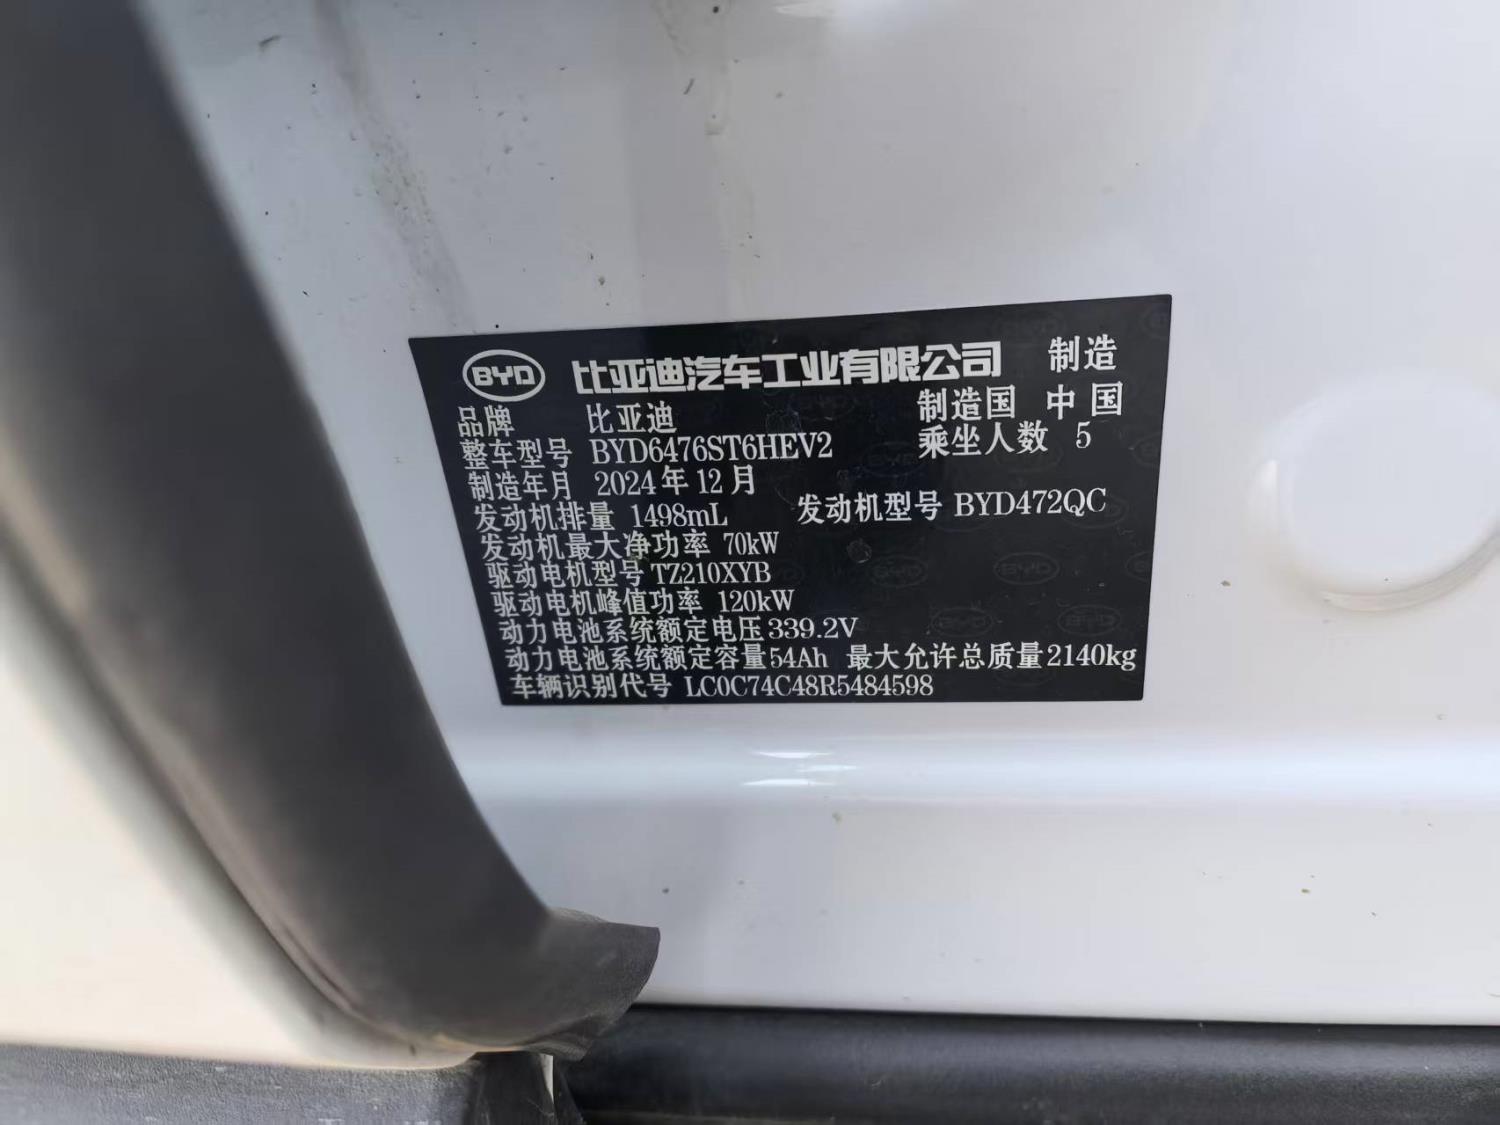 BYD 比亚迪汽车工业有限公司 制造
品牌 比亚迪 制造国 中国
整车型号 BYD6476ST6HEV2 乘坐人数 5
制造年月 2024年12月
发动机排量 1498mL 发动机型号 BYD472QC
发动机最大净功率 70kW
驱动电机型号 TZ210XYB
驱动电机峰值功率 120kW
动力电池系统额定电压 339.2V
动力电池系统额定容量 54Ah 最大允许总质量 2140kg
车辆识别代号 LC0C74C48R5484598